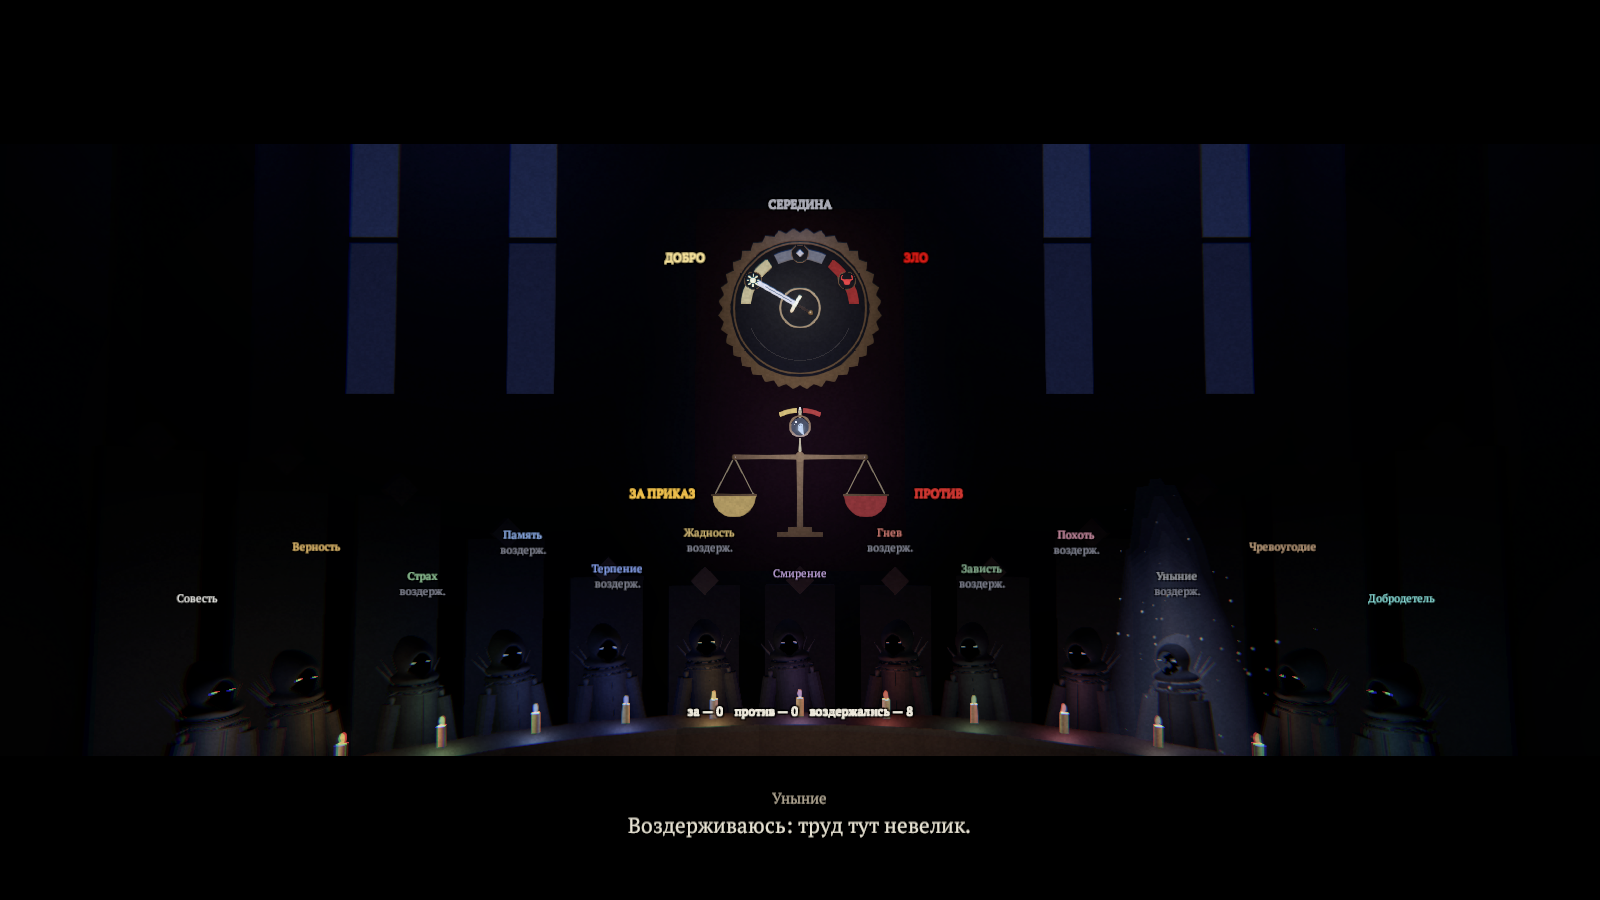 СЕРЕДИНА
ДОБРО
ЗЛО
ЗА ПРИКАЗ
ПРОТИВ
Совесть
Верность
Страх
воздерж.
Память
воздерж.
Терпение
воздерж.
Жадность
воздерж.
Смирение
Гнев
воздерж.
Зависть
воздерж.
Похоть
воздерж.
Уныние
воздерж.
Чревоугодие
Добродетель
за — 0 против — 0 воздержались — 8
Уныние
Воздерживаюсь: труд тут невелик.